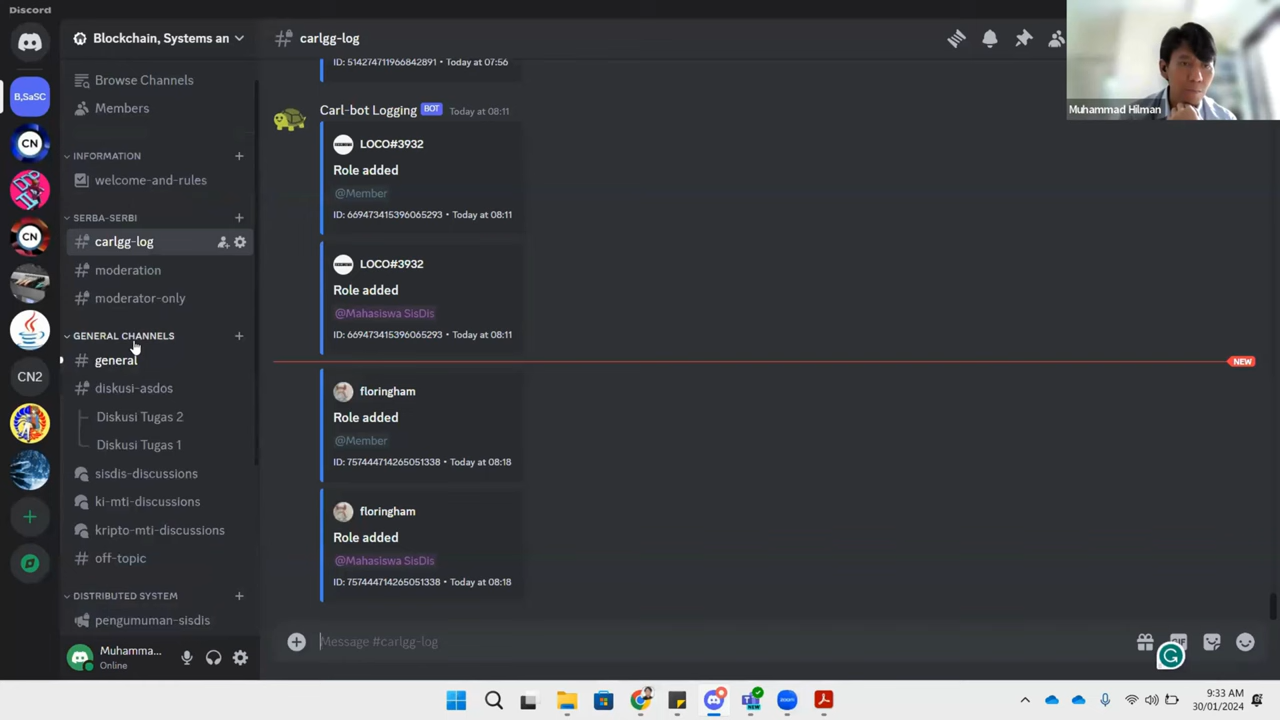 Discord
Blockchain, Systems an
# carlgg-log
Muhammad Hilman
B,SaSC
CN
CN
CN2
Browse Channels
Members
INFORMATION
welcome-and-rules
SERBA-SERBI
carlgg-log
moderation
moderator-only
GENERAL CHANNELS
general
diskusi-asdos
Diskusi Tugas 2
Diskusi Tugas 1
sisdis-discussions
ki-mti-discussions
kripto-mti-discussions
off-topic
DISTRIBUTED SYSTEM
pengumuman-sisdis
Muhamma...
Online
ID: 514274711966842891 • Today at 07:56
Carl-bot Logging BOT Today at 08:11
LOCO#3932
Role added
@Member
ID: 669473415396065293 • Today at 08:11
LOCO#3932
Role added
@Mahasiswa SisDis
ID: 669473415396065293 • Today at 08:11
NEW
floringham
Role added
@Member
ID: 757444714265051338 • Today at 08:18
floringham
Role added
@Mahasiswa SisDis
ID: 757444714265051338 • Today at 08:18
Message #carlgg-log
GIF
9:33 AM
30/01/2024